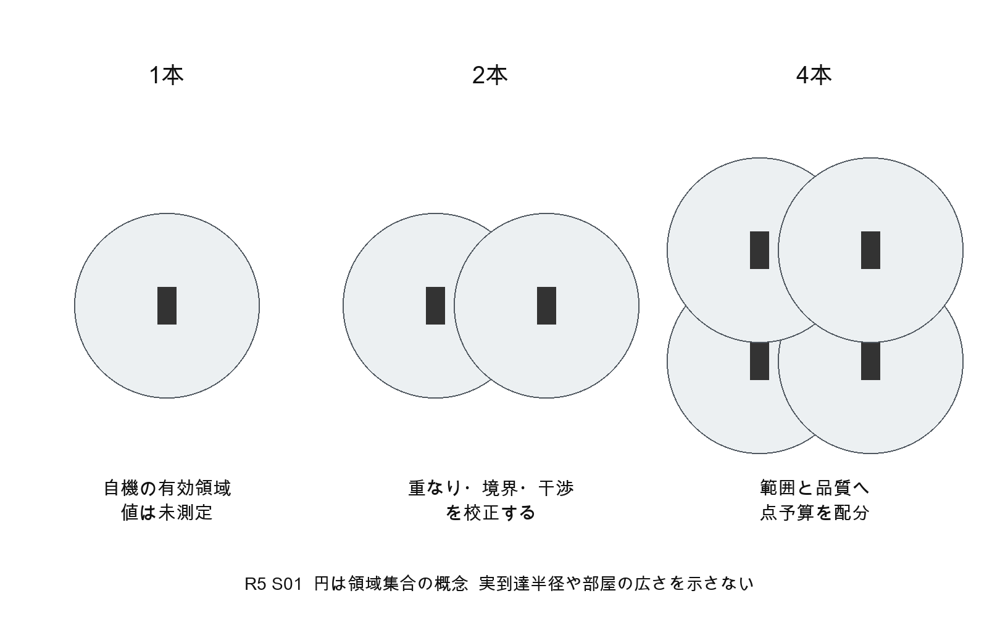 1本
2本
4本
自機の有効領域
値は未測定
重なり・境界・干渉
を校正する
範囲と品質へ
点予算を配分
R5 S01 円は領域集合の概念 実到達半径や部屋の広さを示さない